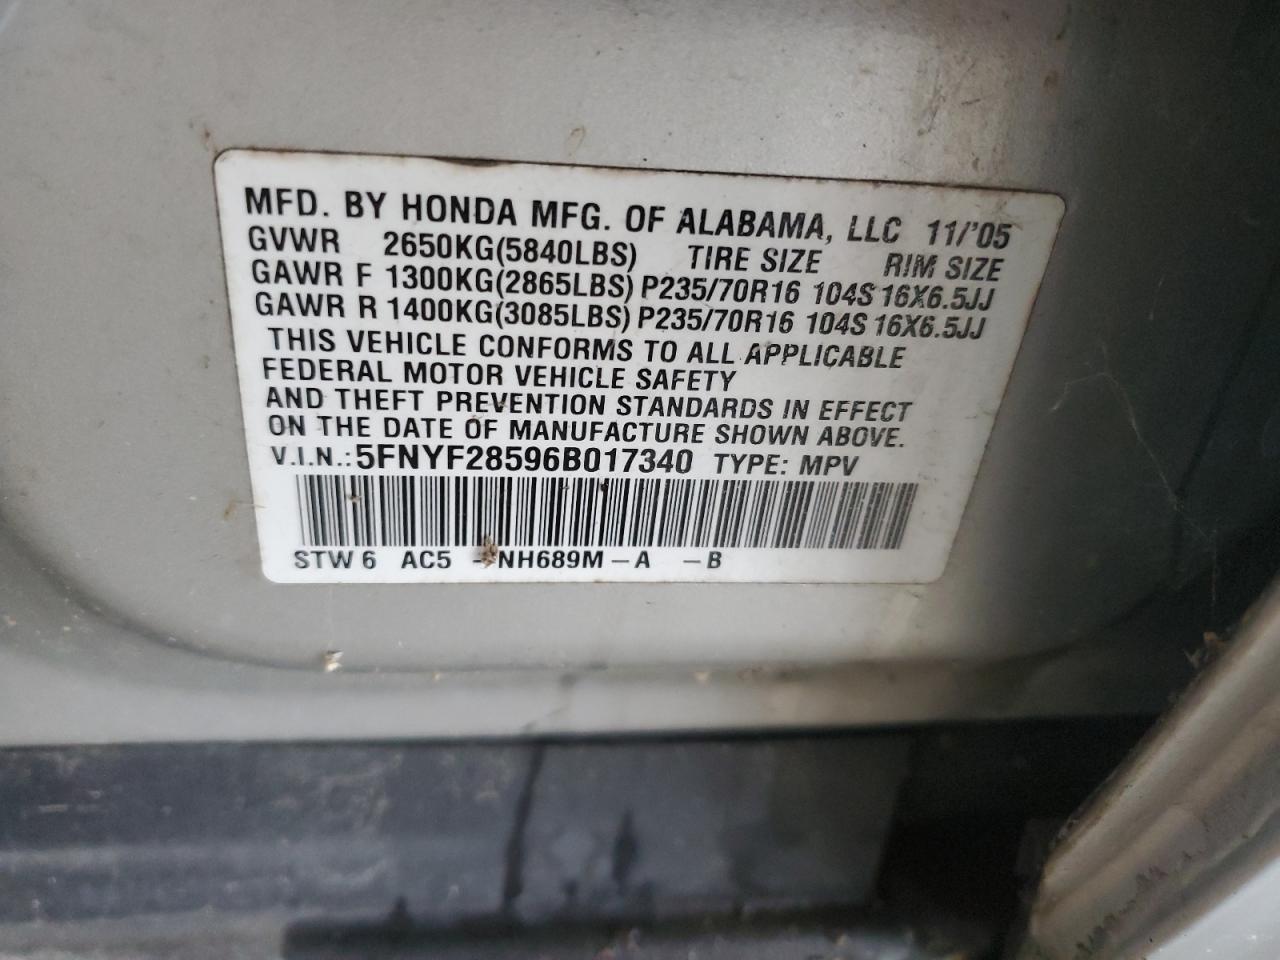 MFD. BY HONDA MFG. OF ALABAMA, LLC 11/'05
GVWR 2650KG(5840LBS) TIRE SIZE RIM SIZE
GAWR F 1300KG(2865LBS) P235/70R16 104S 16X6.5JJ
GAWR R 1400KG(3085LBS) P235/70R16 104S 16X6.5JJ
THIS VEHICLE CONFORMS TO ALL APPLICABLE
FEDERAL MOTOR VEHICLE SAFETY
AND THEFT PREVENTION STANDARDS IN EFFECT
ON THE DATE OF MANUFACTURE SHOWN ABOVE.
V.I.N.: 5FNYF28596B017340 TYPE: MPV
STW 6 AC5 - NH689M - A - B